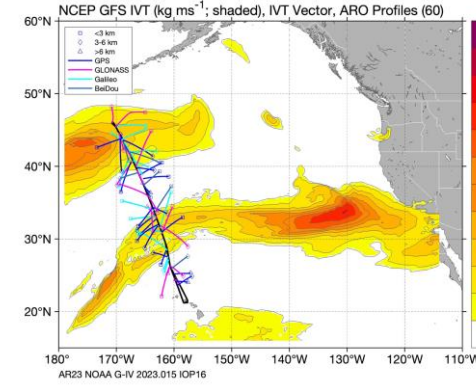 NCEP GFS IVT (kg ms⁻¹; shaded), IVT Vector, ARO Profiles (60)
60°N
<3 km
3-6 km
>6 km
GPS
GLONASS
Galileo
BeiDou
50°N
40°N
30°N
20°N
180° 170°W 160°W 150°W 140°W 130°W 120°W 110°W
AR23 NOAA G-IV 2023.015 IOP16